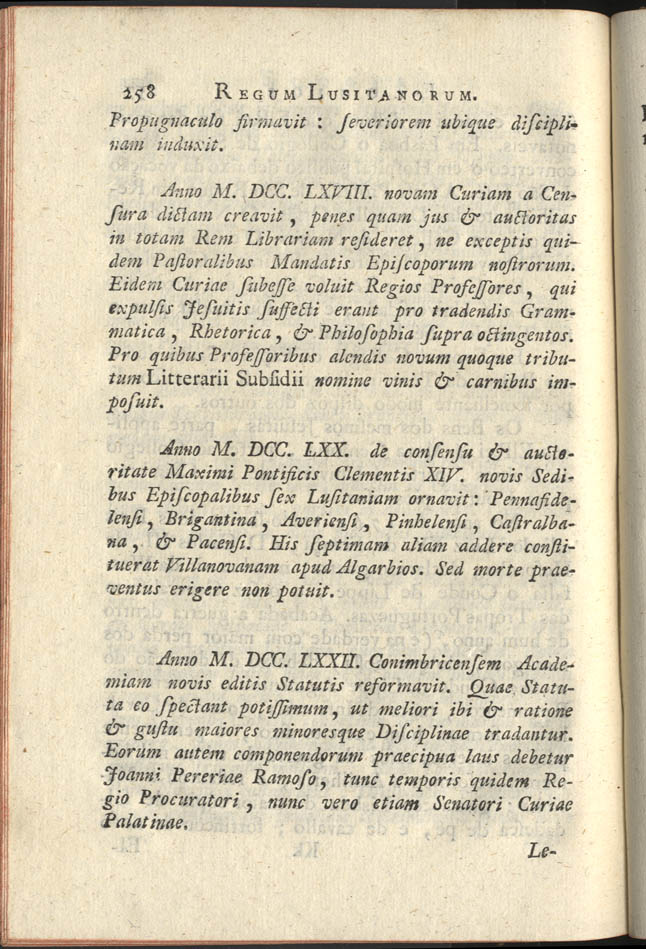 258 REGUM LUSITANORUM.
Propugnaculo firmavit : ſeveriorem ubique diſcipli-
nam induxit.
Anno M. DCC. LXVIII. novam Curiam a Cen-
ſura dictam creavit, penes quam jus & auctoritas
in totam Rem Librariam reſideret, ne exceptis qui-
dem Paſtoralibus Mandatis Epiſcoporum noſtrorum.
Eidem Curiae ſubeſſe voluit Regios Profeſſores, qui
expulſis Jeſuitis ſuffecti erant pro tradendis Gram-
matica, Rhetorica, & Philoſophia ſupra octingentos.
Pro quibus Profeſſoribus alendis novum quoque tribu-
tum Litterarii Subſidii nomine vinis & carnibus im-
poſuit.
Anno M. DCC. LXX. de conſenſu & aucto-
ritate Maximi Pontificis Clementis XIV. novis Sedi-
bus Epiſcopalibus ſex Luſitaniam ornavit: Pennafide-
lenſi, Brigantina, Averienſi, Pinhelenſi, Caſtralba-
na, & Pacenſi. His ſeptimam aliam addere conſti-
tuerat Villanovanam apud Algarbios. Sed morte prae-
ventus erigere non potuit.
Anno M. DCC. LXXII. Conimbricenſem Acade-
miam novis editis Statutis reformavit. Quae Statu-
ta eo ſpectant potiſſimum, ut meliori ibi & ratione
& guſtu maiores minoresque Diſciplinae tradantur.
Eorum autem componendorum praecipua laus debetur
Joanni Pereriae Ramoſo, tunc temporis quidem Re-
gio Procuratori, nunc vero etiam Senatori Curiae
Palatinae.
Le-